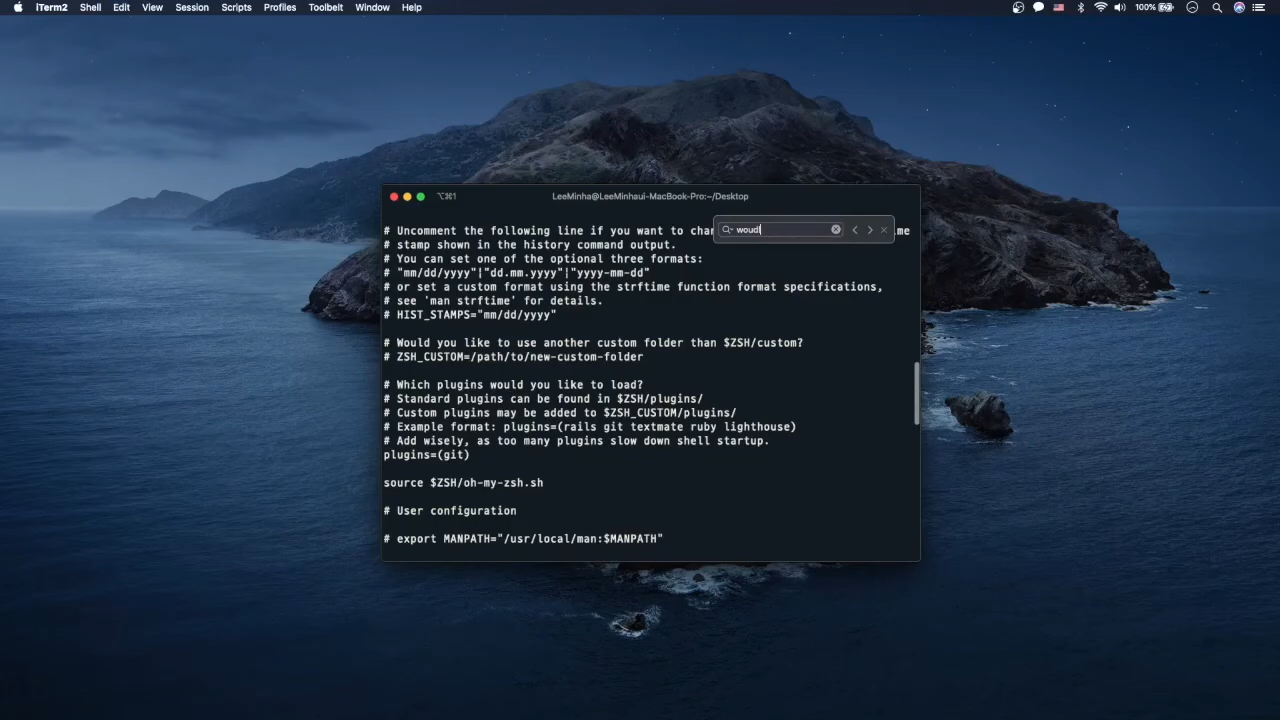 iTerm2 Shell Edit View Session Scripts Profiles Toolbelt Window Help 100%
⌥⌘1 LeeMinha@LeeMinhaui-MacBook-Pro:~/Desktop
woud
# Uncomment the following line if you want to char me
# stamp shown in the history command output.
# You can set one of the optional three formats:
# "mm/dd/yyyy"|"dd.mm.yyyy"|"yyyy-mm-dd"
# or set a custom format using the strftime function format specifications,
# see 'man strftime' for details.
# HIST_STAMPS="mm/dd/yyyy"
# Would you like to use another custom folder than $ZSH/custom?
# ZSH_CUSTOM=/path/to/new-custom-folder
# Which plugins would you like to load?
# Standard plugins can be found in $ZSH/plugins/
# Custom plugins may be added to $ZSH_CUSTOM/plugins/
# Example format: plugins=(rails git textmate ruby lighthouse)
# Add wisely, as too many plugins slow down shell startup.
plugins=(git)
source $ZSH/oh-my-zsh.sh
# User configuration
# export MANPATH="/usr/local/man:$MANPATH"